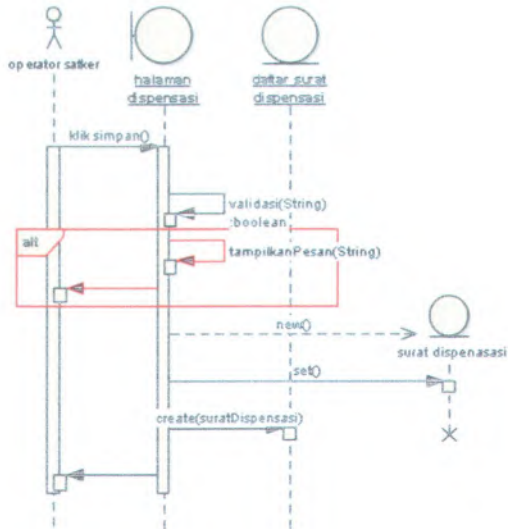 operator satker
halaman
dispensasi
daftar surat
dispensasi
klik simpan()
validasi(String)
:boolean
alt
tampilkanPesan(String)
new()
surat dispenasasi
set()
create(suratDispensasi)